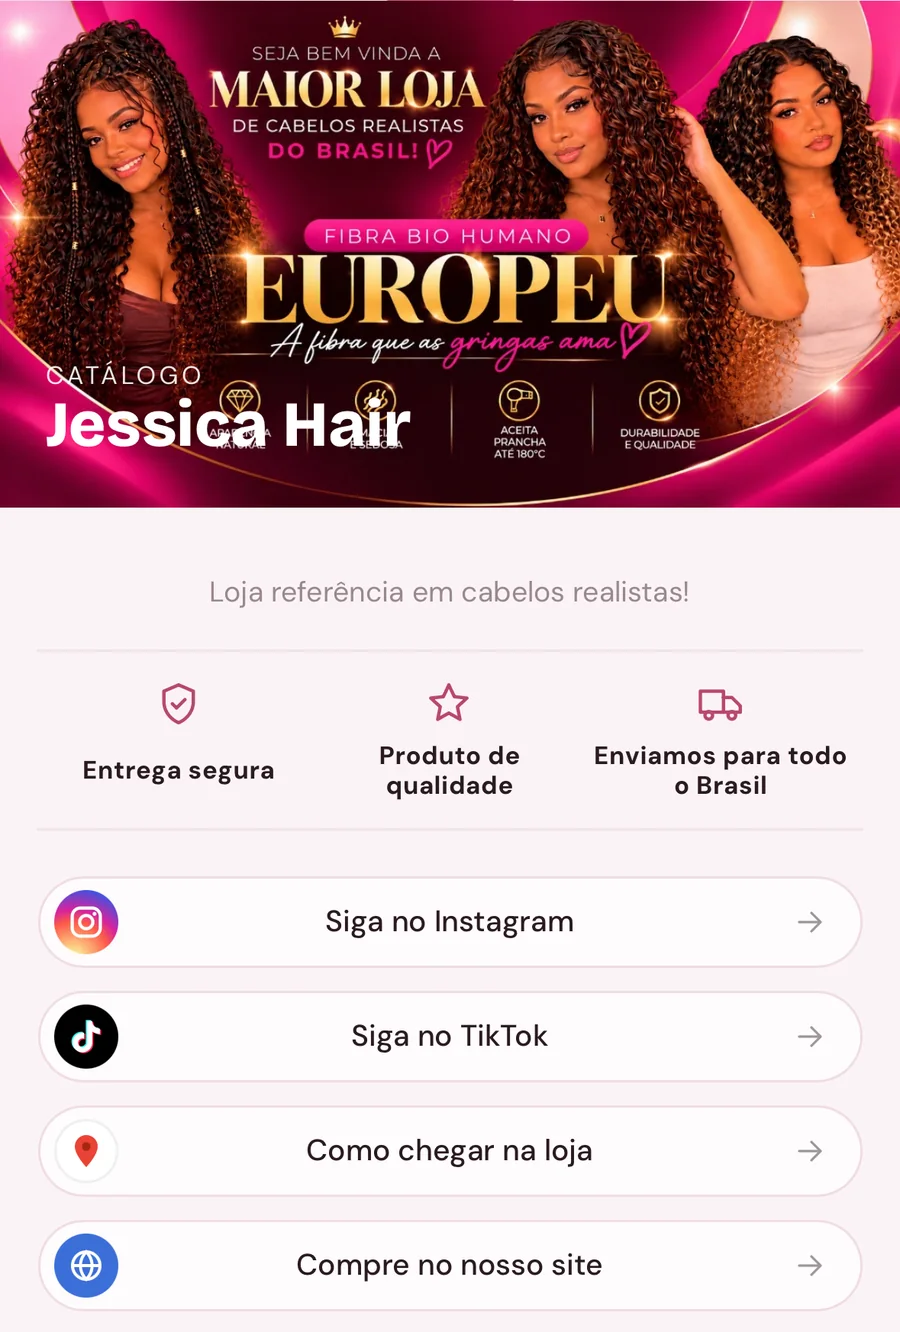 SEJA BEM VINDA A
MAIOR LOJA
DE CABELOS REALISTAS
DO BRASIL!
FIBRA BIO HUMANO
EUROPEU
A fibra que as gringas ama
CATÁLOGO
Jessica Hair
NATURAL
E SEDOSA
ACEITA
PRANCHA
ATÉ 180°C
DURABILIDADE
E QUALIDADE
Loja referência em cabelos realistas!
Entrega segura
Produto de
qualidade
Enviamos para todo
o Brasil
Siga no Instagram
Siga no TikTok
Como chegar na loja
Compre no nosso site